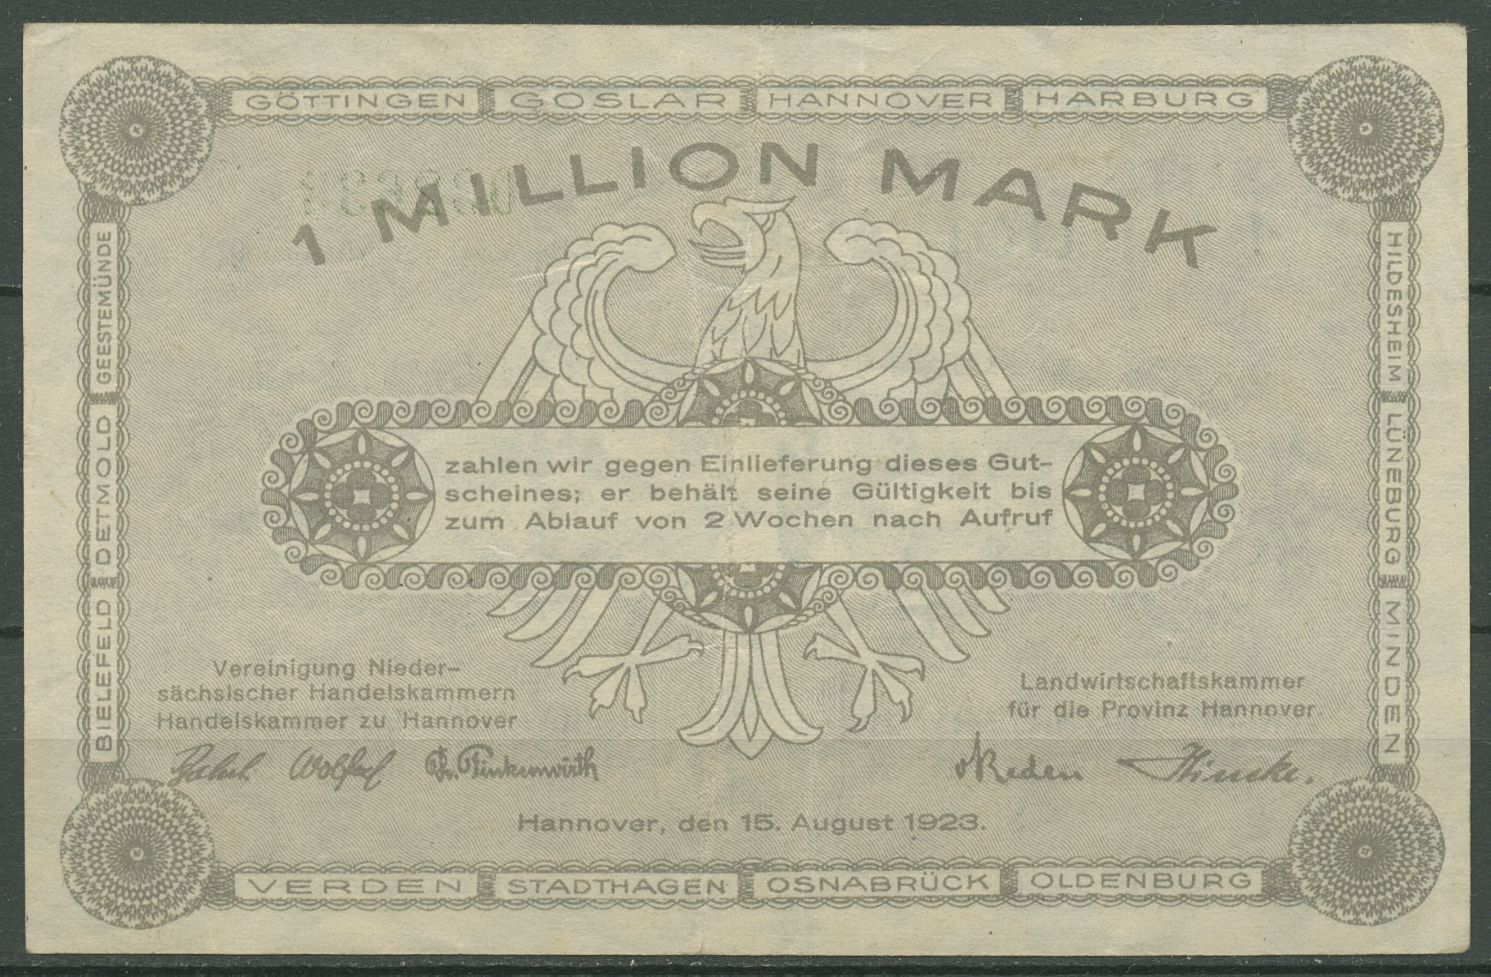 GÖTTINGEN GOSLAR HANNOVER HARBURG
1 MILLION MARK
GEESTEMÜNDE
DETMOLD
BIELEFELD
HILDESHEIM
LÜNEBURG
MINDEN
zahlen wir gegen Einlieferung dieses Gut-
scheines; er behält seine Gültigkeit bis
zum Ablauf von 2 Wochen nach Aufruf
Vereinigung Nieder-
sächsischer Handelskammern
Handelskammer zu Hannover
Landwirtschaftskammer
für die Provinz Hannover.
Hannover, den 15. August 1923.
VERDEN STADTHAGEN OSNABRÜCK OLDENBURG